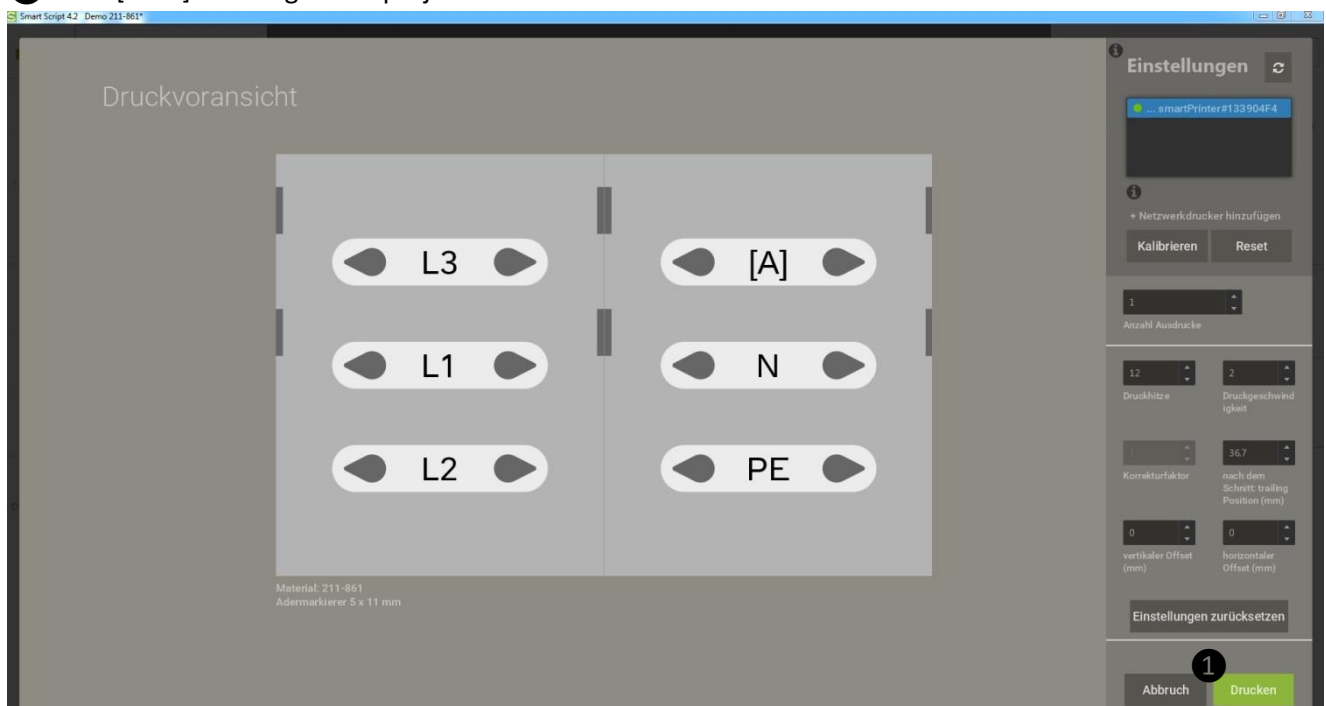 Smart Script 4.2 Demo 211-861*
Druckvoransicht
L3
[A]
L1
N
L2
PE
Material: 211-861
Adermarkierer 5 x 11 mm
Einstellungen
... smartPrinter#133904F4
+ Netzwerkdrucker hinzufügen
Kalibrieren Reset
1
Anzahl Ausdrucke
12 2
Druckhitze Druckgeschwind
igkeit
36,7
Korrekturfaktor nach dem
Schnitt: trailing
Position (mm)
0 0
vertikaler Offset horizontaler
(mm) Offset (mm)
Einstellungen zurücksetzen
1
Abbruch Drucken